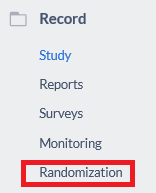 Record
Study
Reports
Surveys
Monitoring
Randomization